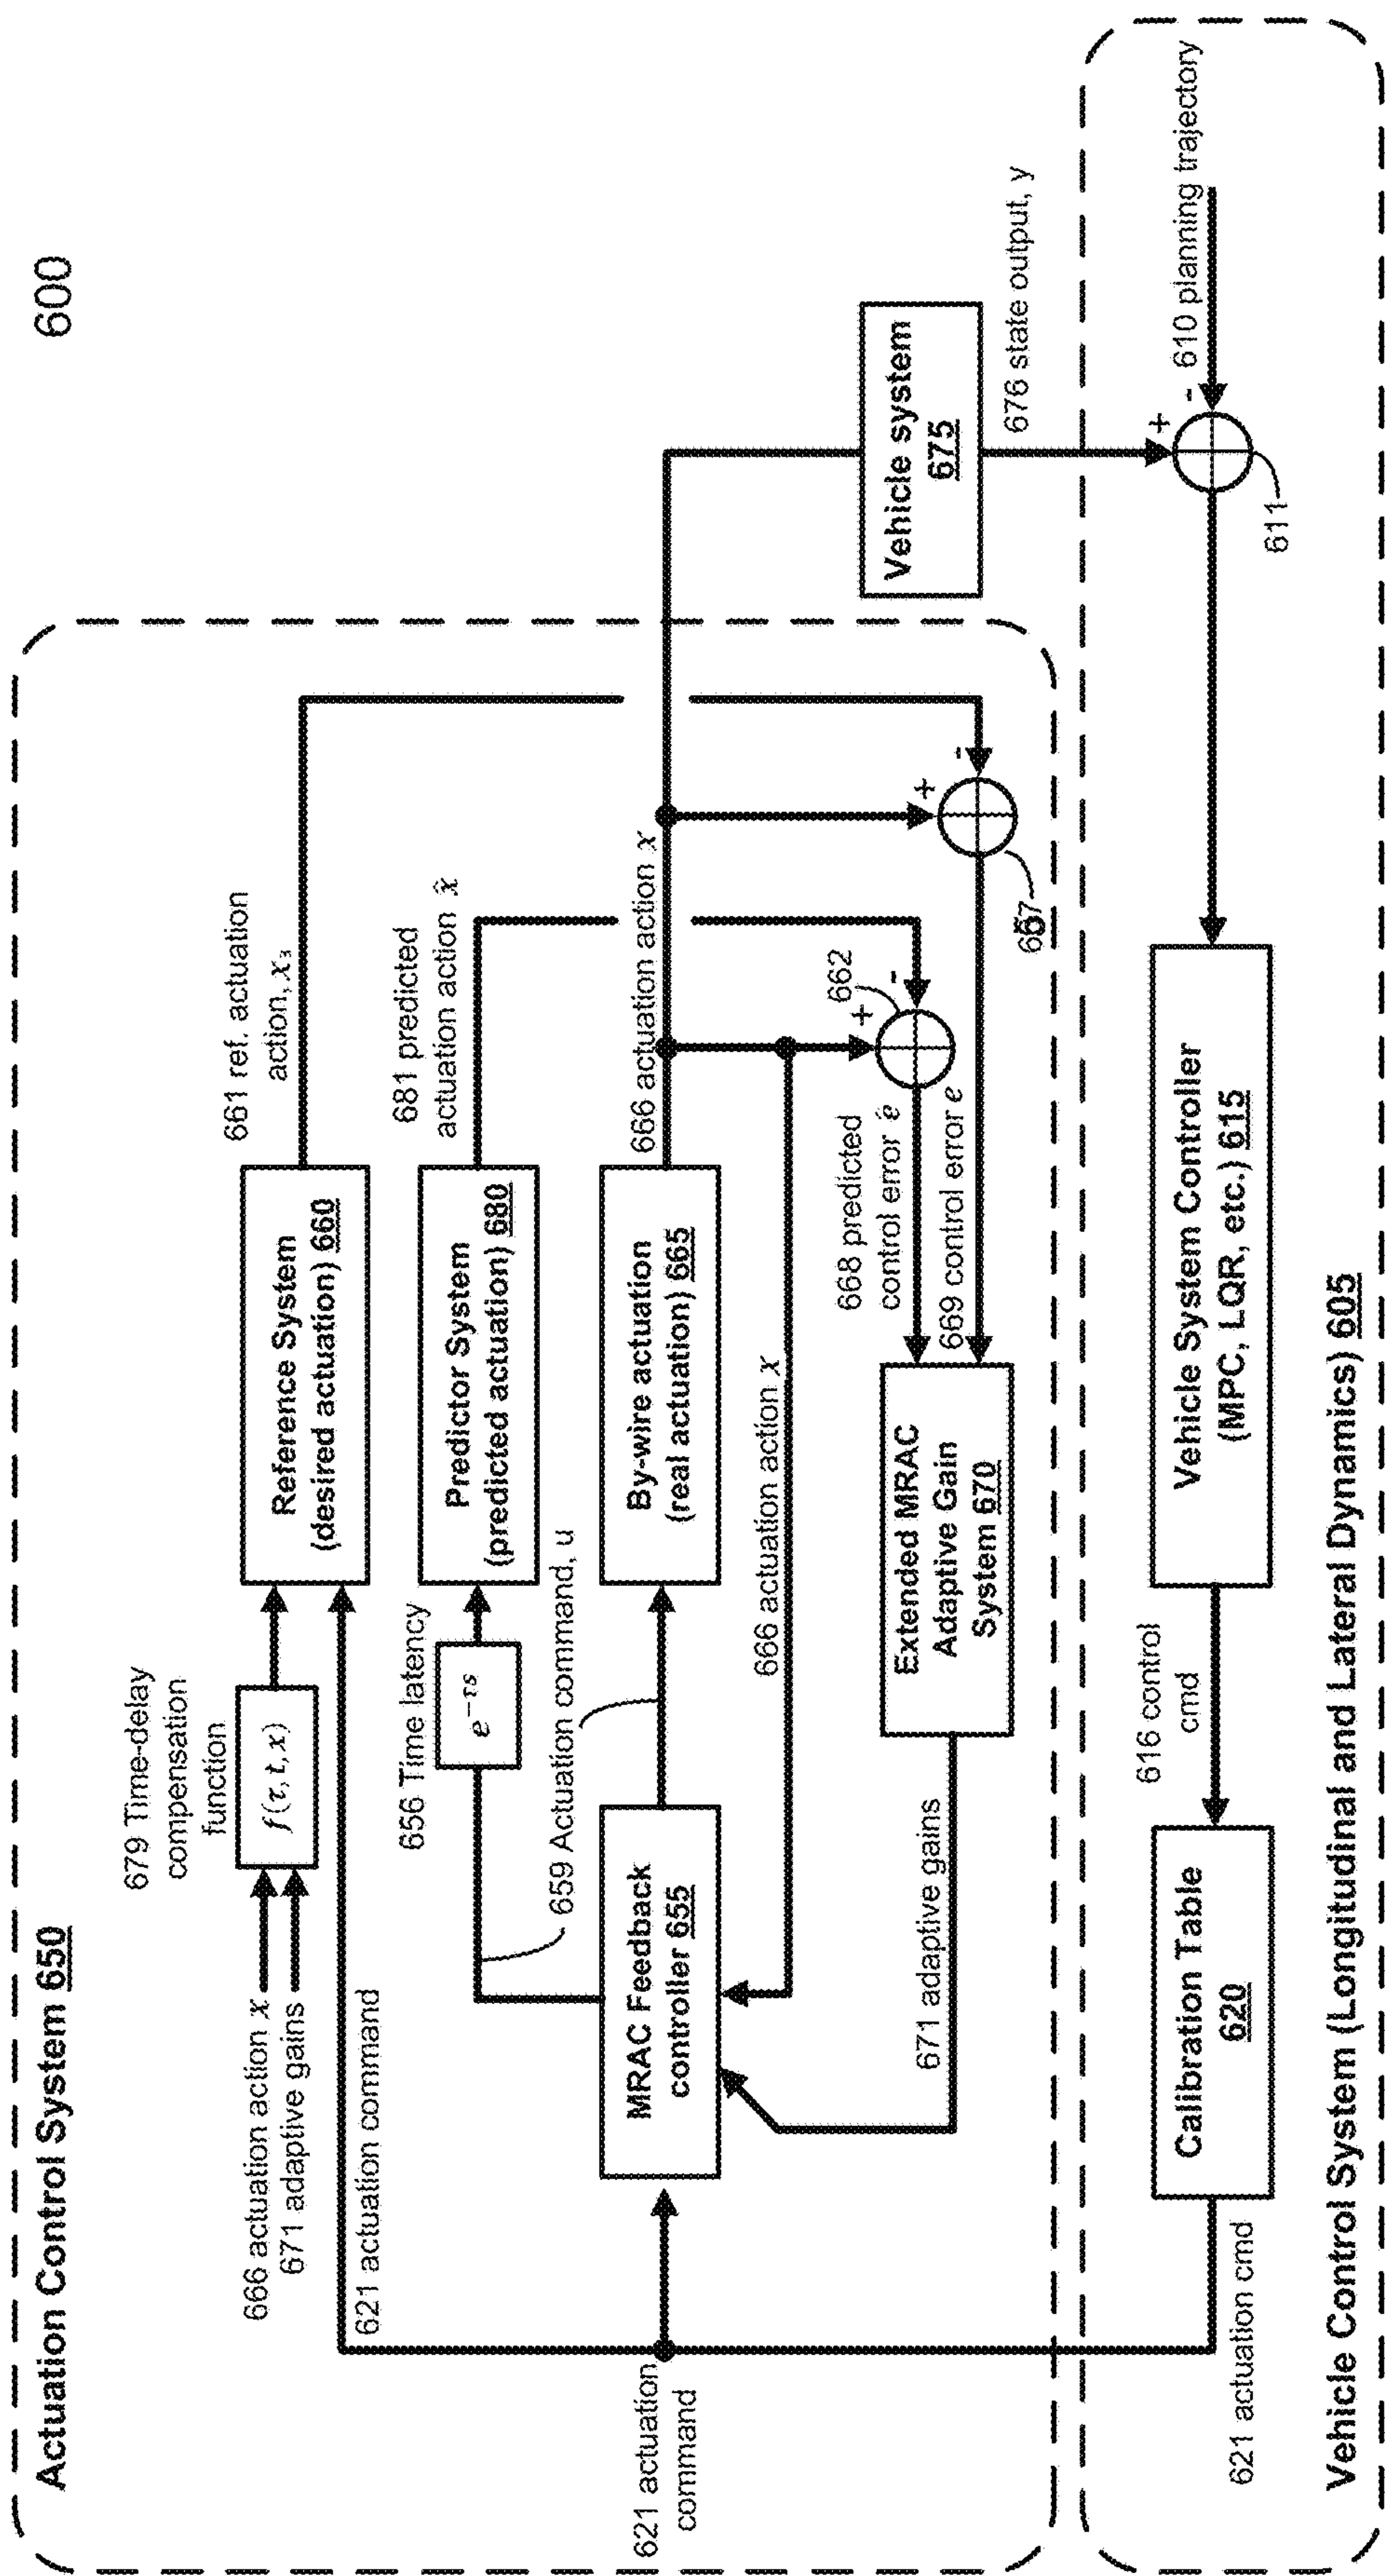 600
Actuation Control System 650
679 Time-delay
compensation
function
666 actuation action x
671 adaptive gains
f(τ, t, x)
621 actuation command
Reference System
(desired actuation) 660
661 ref. actuation
action, x₃
656 Time latency
e^−τs
Predictor System
(predicted actuation) 680
681 predicted
actuation action x̂
659 Actuation command, u
621 actuation
command
MRAC Feedback
controller 655
By-wire actuation
(real actuation) 665
666 actuation action x
666 actuation action x
+
-
662
+
-
668 predicted
control error ê
669 control error e
671 adaptive gains
Extended MRAC
Adaptive Gain
System 670
Vehicle system
675
676 state output, y
621 actuation cmd
Calibration Table
620
616 control
cmd
Vehicle System Controller
(MPC, LQR, etc.) 615
+
-
610 planning trajectory
611
Vehicle Control System (Longitudinal and Lateral Dynamics) 605